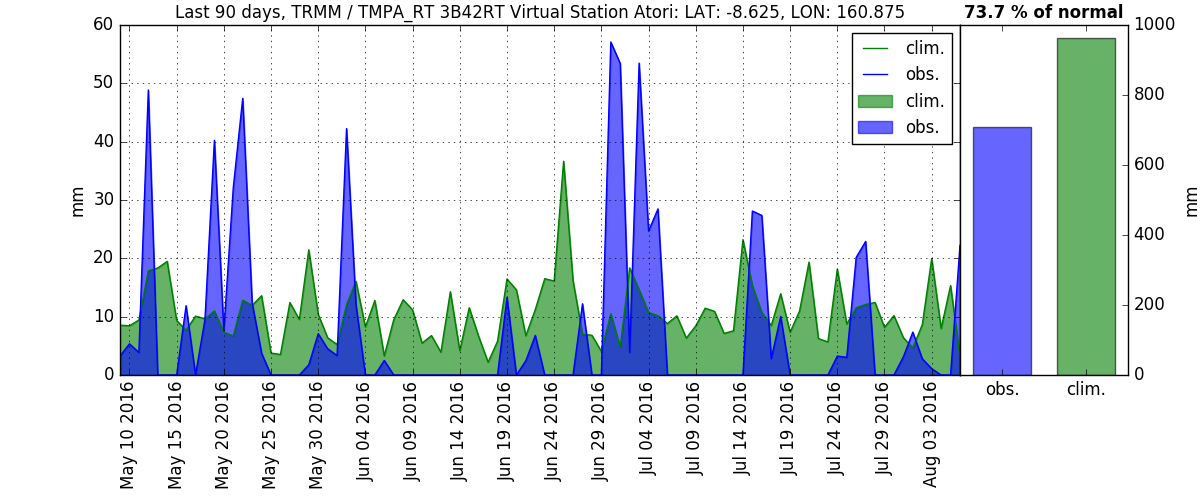 Last 90 days, TRMM / TMPA_RT 3B42RT Virtual Station Atori: LAT: -8.625, LON: 160.875
73.7 % of normal
60
50
40
30
20
10
0
mm
clim.
obs.
clim.
obs.
1000
800
600
400
200
0
mm
obs.
clim.
May 10 2016
May 15 2016
May 20 2016
May 25 2016
May 30 2016
Jun 04 2016
Jun 09 2016
Jun 14 2016
Jun 19 2016
Jun 24 2016
Jun 29 2016
Jul 04 2016
Jul 09 2016
Jul 14 2016
Jul 19 2016
Jul 24 2016
Jul 29 2016
Aug 03 2016